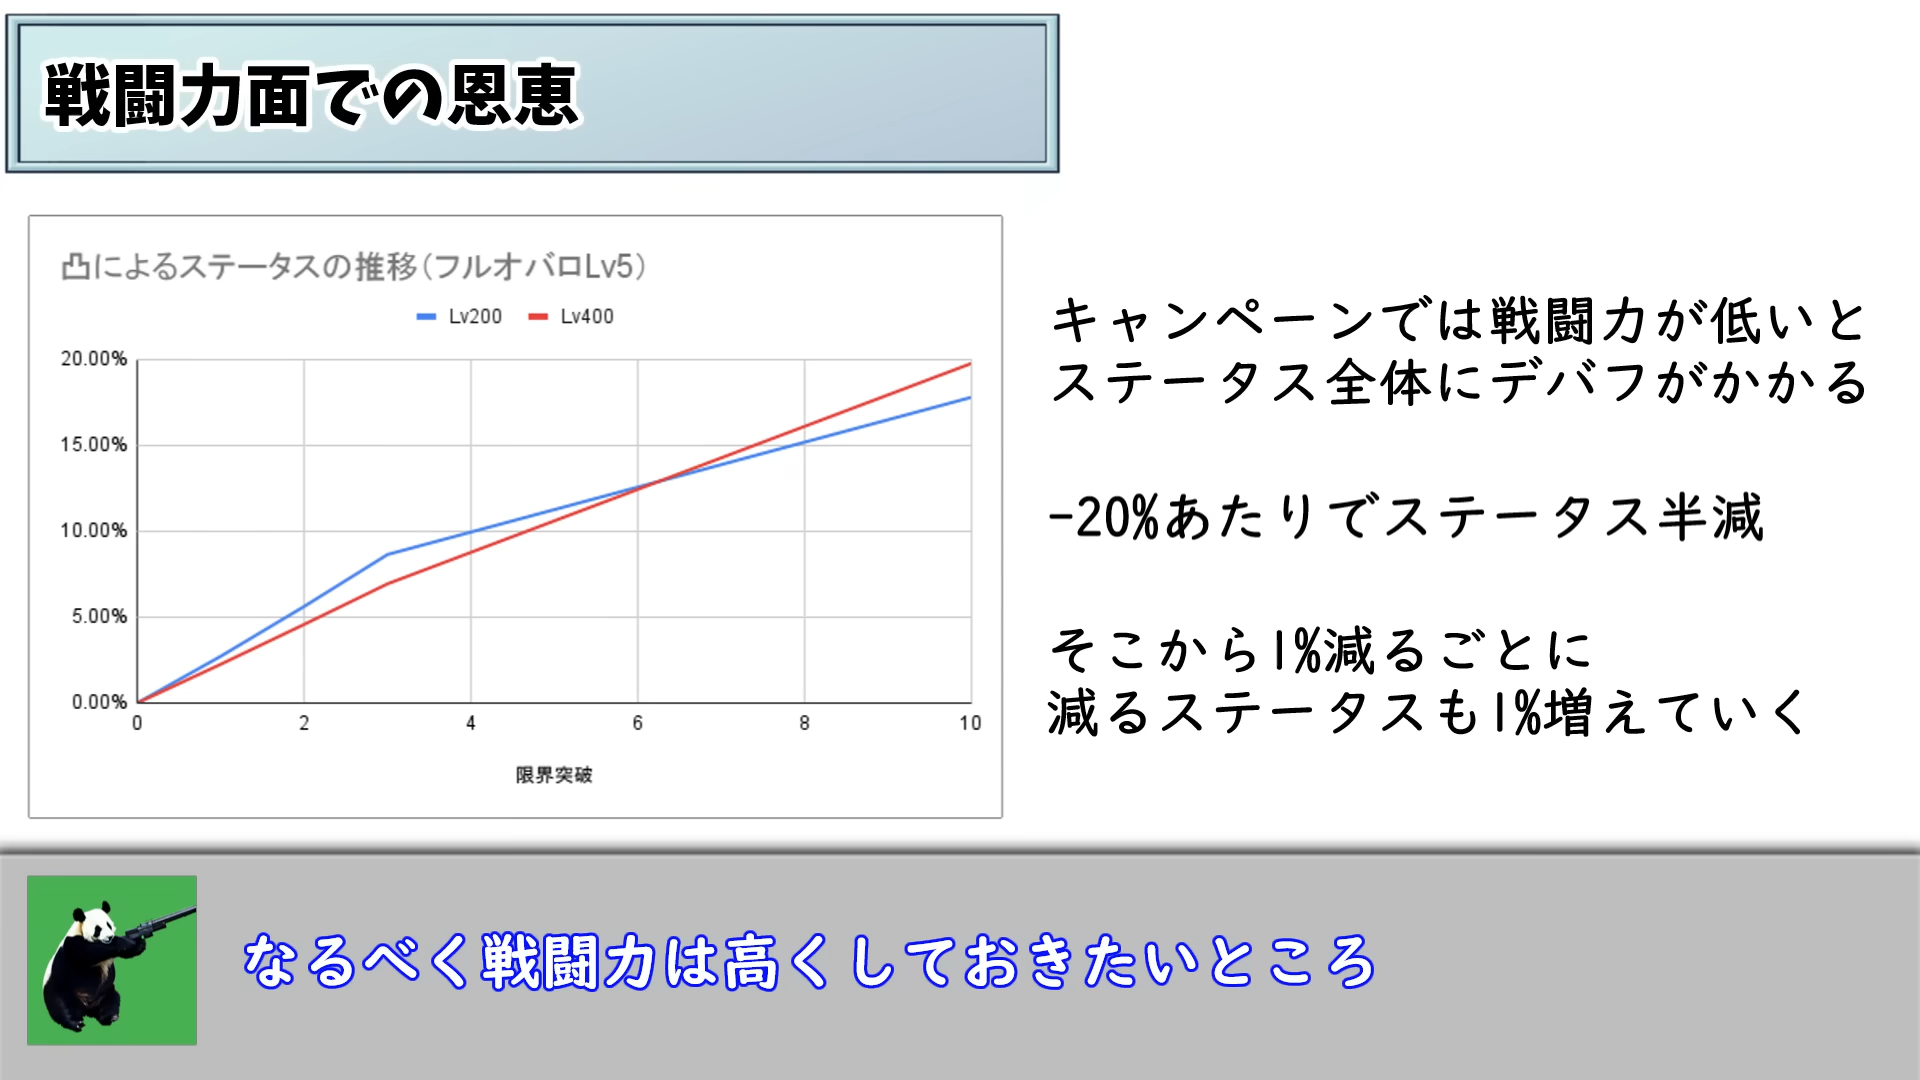 戦闘力面での恩恵
凸によるステータスの推移（フルオバロLv5）
Lv200 Lv400
20.00%
15.00%
10.00%
5.00%
0.00%
0 2 4 6 8 10
限界突破
キャンペーンでは戦闘力が低いと
ステータス全体にデバフがかかる
-20%あたりでステータス半減
そこから1%減るごとに
減るステータスも1%増えていく
なるべく戦闘力は高くしておきたいところ